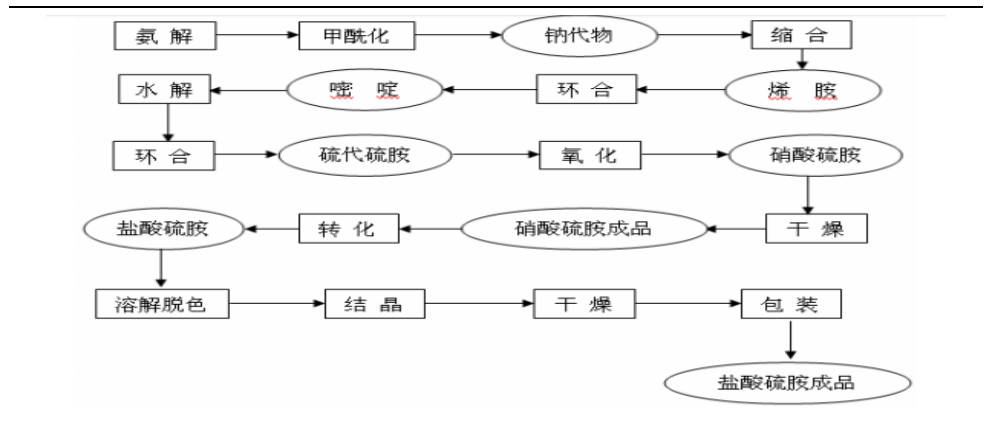 氨 解 甲酰化 钠代物 缩 合
水 解 嘧 啶 环 合 烯 胺
环 合 硫代硫胺 氧 化 硝酸硫胺
盐酸硫胺 转 化 硝酸硫胺成品 干 燥
溶解脱色 结 晶 干 燥 包 装
盐酸硫胺成品